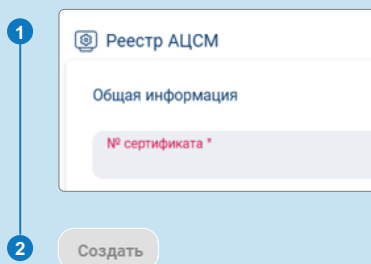 1
Реестр АЦСМ
Общая информация
№ сертификата *
2
Создать